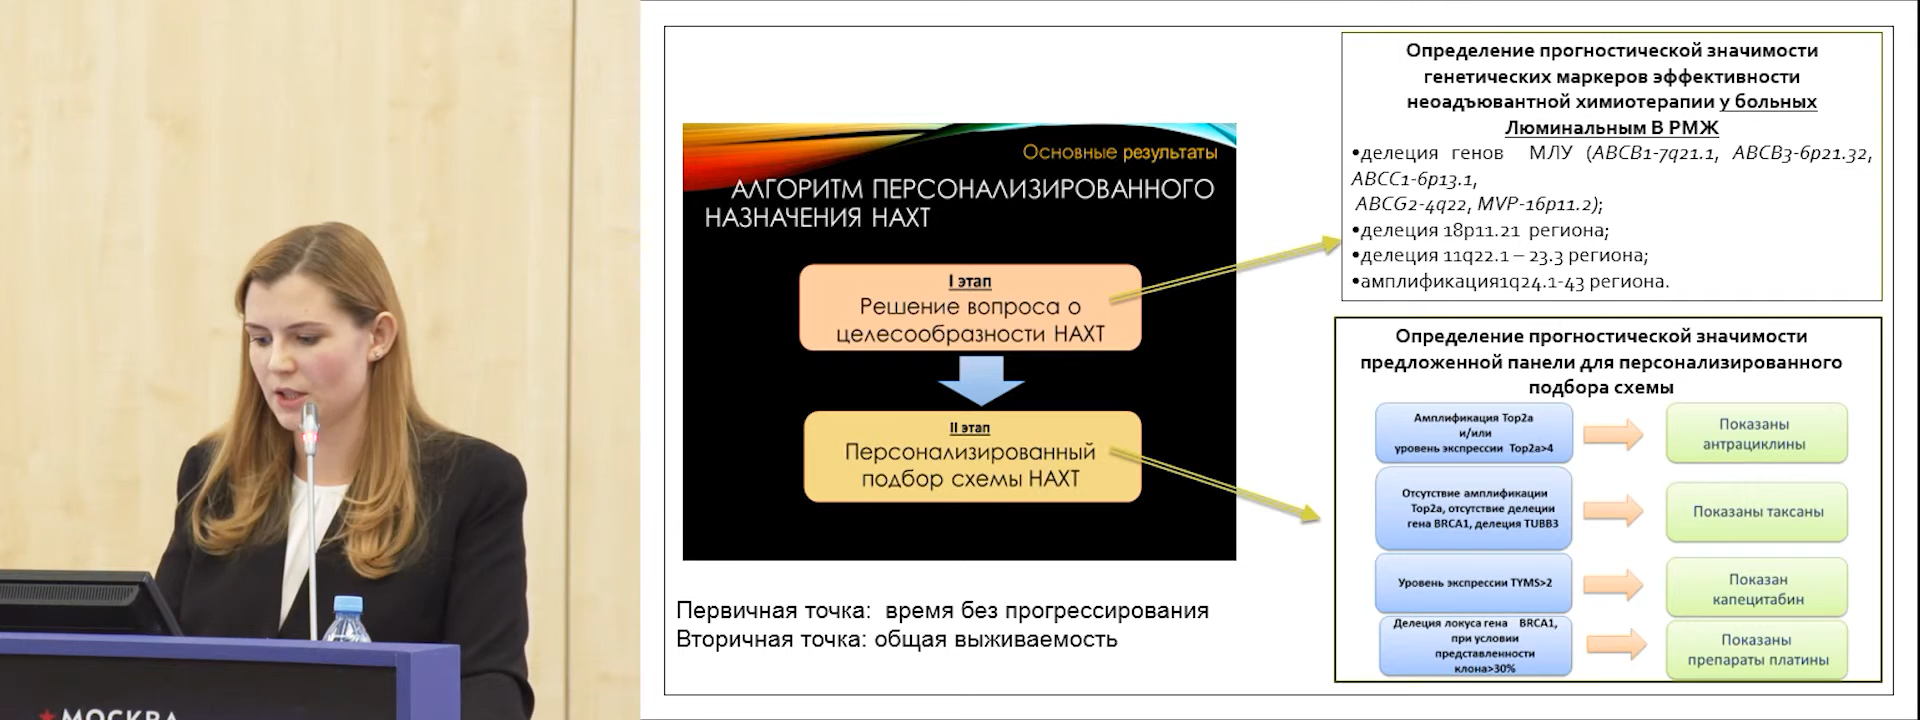 Основные результаты
АЛГОРИТМ ПЕРСОНАЛИЗИРОВАННОГО
НАЗНАЧЕНИЯ НАХТ
I этап
Решение вопроса о
целесообразности НАХТ
II этап
Персонализированный
подбор схемы НАХТ
Первичная точка: время без прогрессирования
Вторичная точка: общая выживаемость
Определение прогностической значимости
генетических маркеров эффективности
неоадъювантной химиотерапии у больных
Люминальным В РМЖ
•делеция генов МЛУ (ABCB1-7q21.1, ABCB3-6p21.32,
ABCC1-6p13.1,
ABCG2-4q22, MVP-16p11.2);
•делеция 18p11.21 региона;
•делеция 11q22.1 – 23.3 региона;
•амплификация1q24.1-43 региона.
Определение прогностической значимости
предложенной панели для персонализированного
подбора схемы
Амплификация Top2a
и/или
уровень экспрессии Top2a>4
Показаны
антрациклины
Отсутствие амплификации
Top2a, отсутствие делеции
гена BRCA1, делеция TUBB3
Показаны таксаны
Уровень экспрессии TYMS>2
Показан
капецитабин
Делеция локуса гена BRCA1,
при условии
представленности
клона>30%
Показаны
препараты платины
МОСКВА